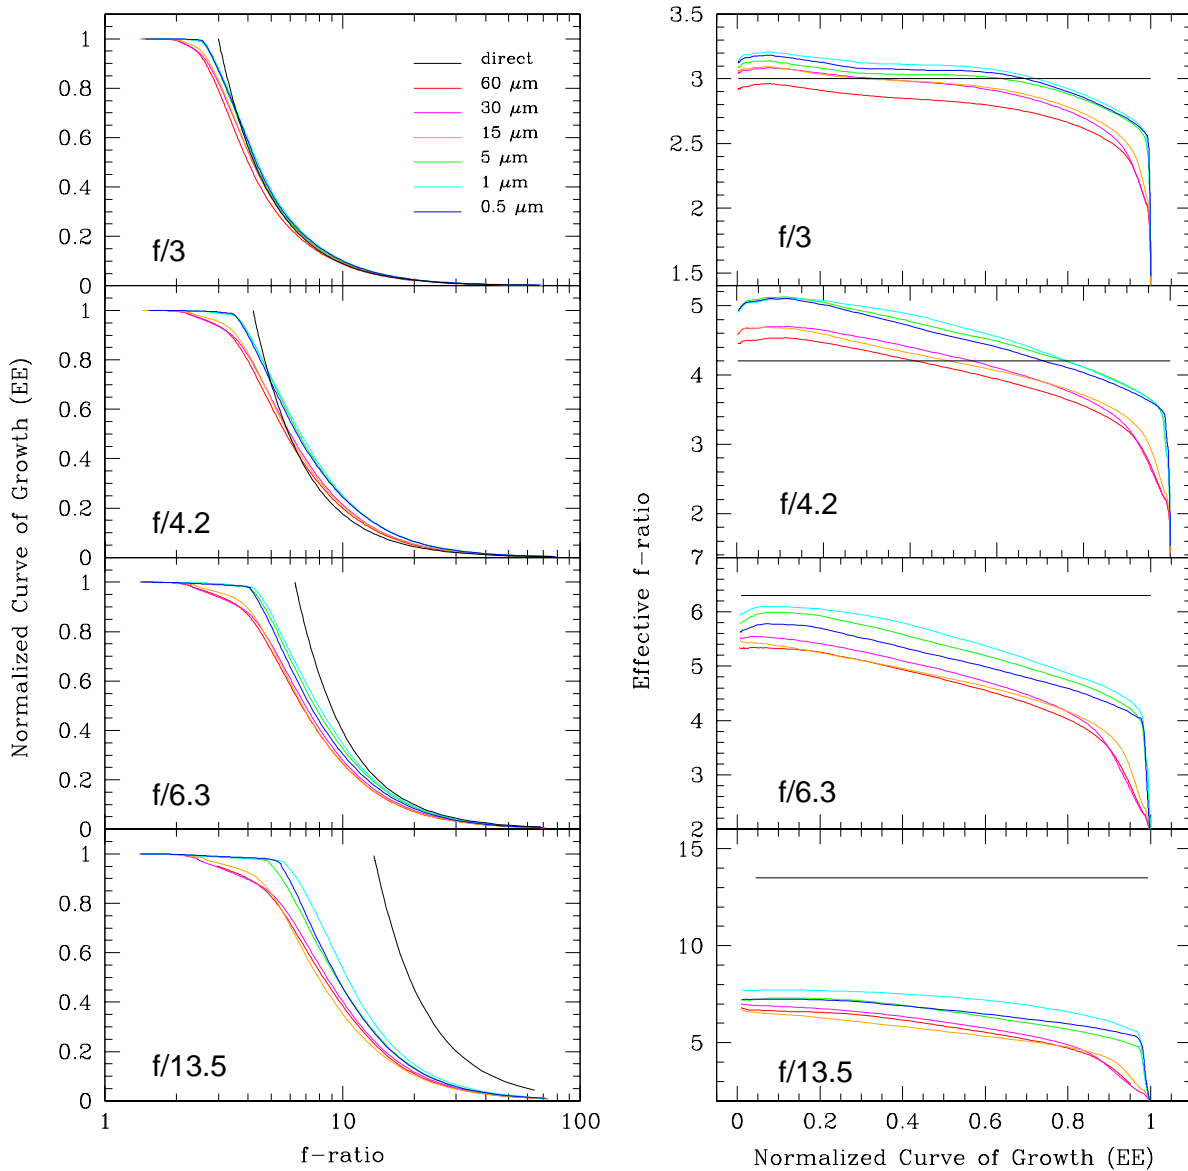 Normalized Curve of Growth (EE)
1
0.8
0.6
0.4
0.2
0
f/3
direct
60 μm
30 μm
15 μm
5 μm
1 μm
0.5 μm
1
0.8
0.6
0.4
0.2
0
f/4.2
1
0.8
0.6
0.4
0.2
0
f/6.3
1
0.8
0.6
0.4
0.2
0
f/13.5
1
10
100
f-ratio
Effective f-ratio
3.5
3
2.5
2
1.5
f/3
5
4
3
2
f/4.2
7
6
5
4
3
2
f/6.3
15
10
5
f/13.5
0
0.2
0.4
0.6
0.8
1
Normalized Curve of Growth (EE)